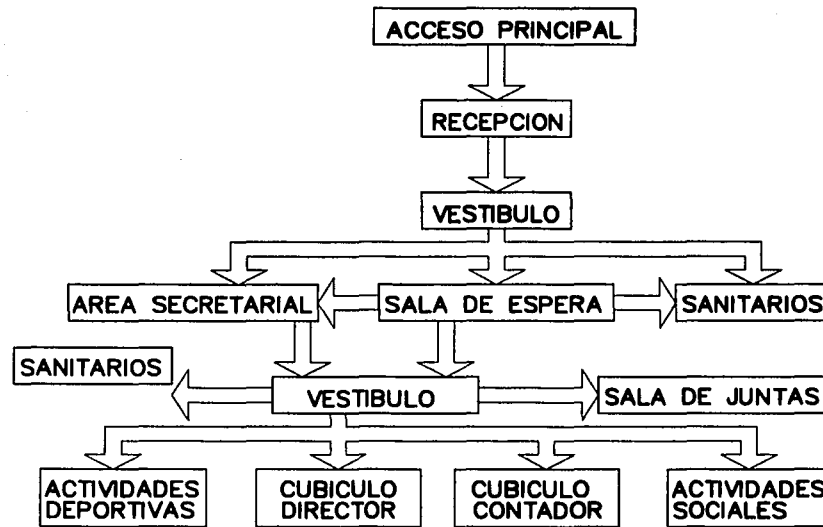 ACCESO PRINCIPAL
RECEPCION
VESTIBULO
AREA SECRETARIAL
SALA DE ESPERA
SANITARIOS
SANITARIOS
VESTIBULO
SALA DE JUNTAS
ACTIVIDADES
DEPORTIVAS
CUBICULO
DIRECTOR
CUBICULO
CONTADOR
ACTIVIDADES
SOCIALES